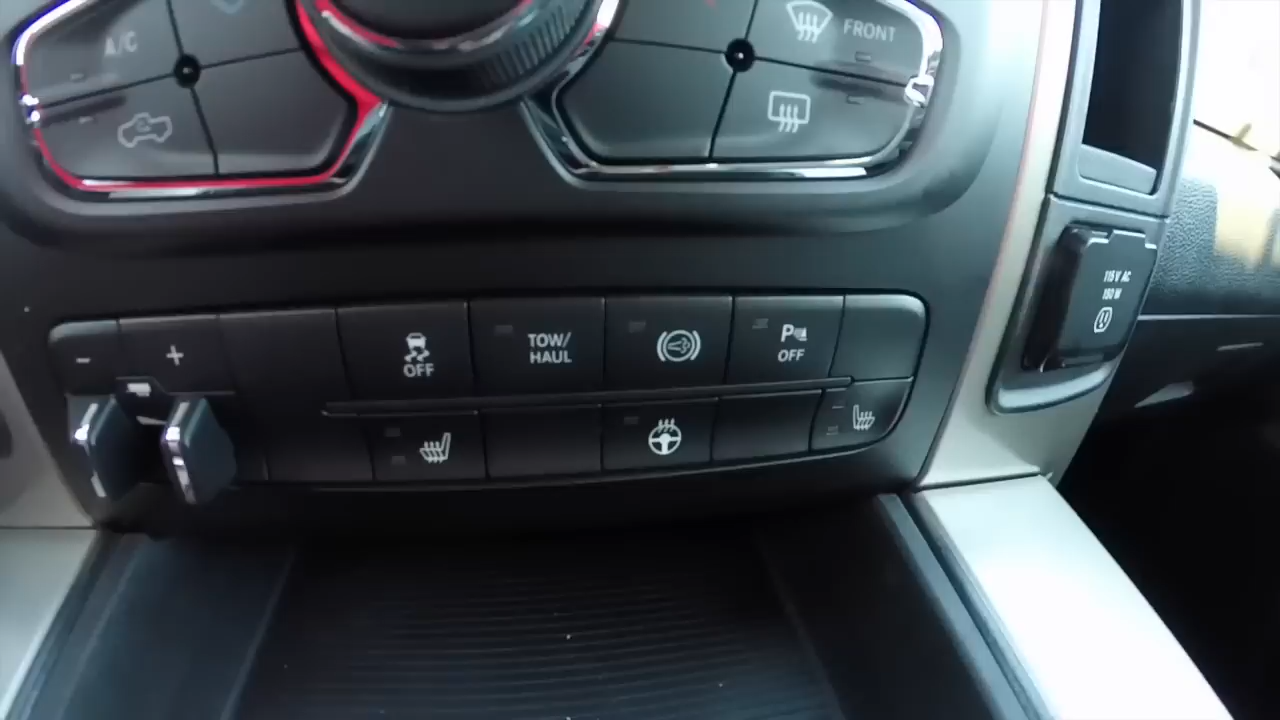 A/C
FRONT
115V AC
150 W
- +
OFF
TOW/
HAUL
P
OFF